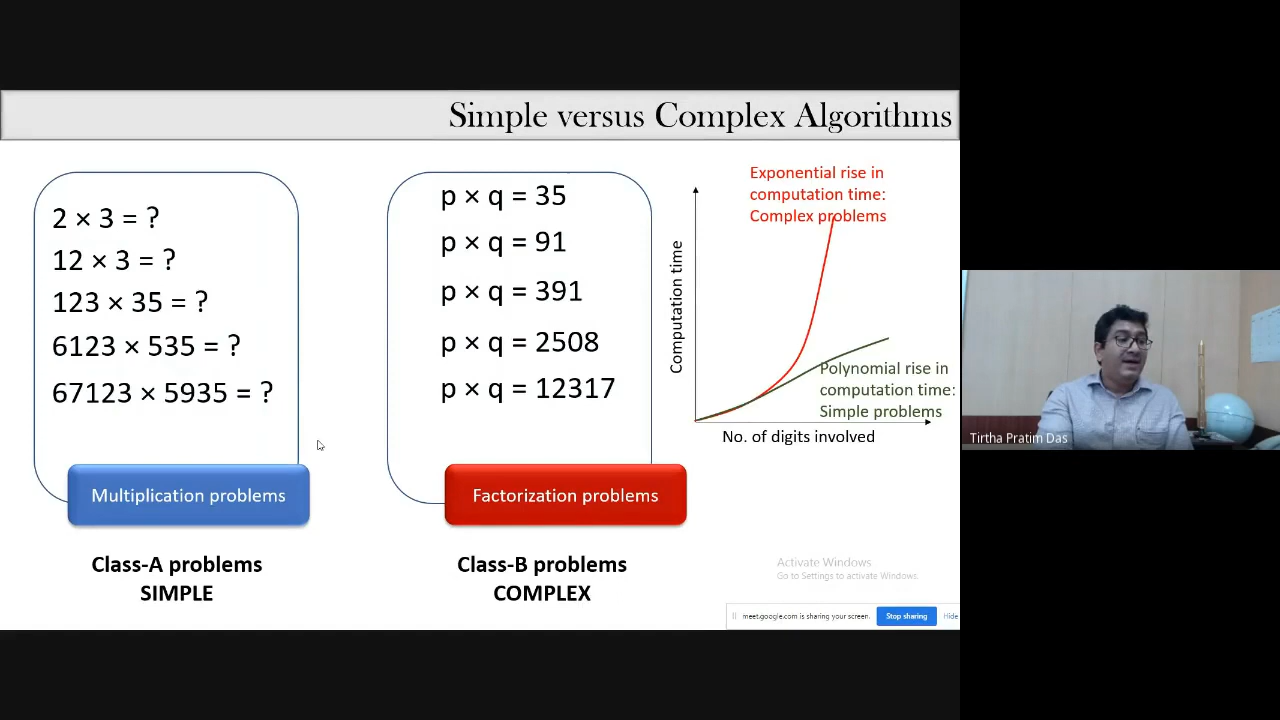 Simple versus Complex Algorithms
2 × 3 = ?
12 × 3 = ?
123 × 35 = ?
6123 × 535 = ?
67123 × 5935 = ?
Multiplication problems
Class-A problems
SIMPLE
p × q = 35
p × q = 91
p × q = 391
p × q = 2508
p × q = 12317
Factorization problems
Class-B problems
COMPLEX
Exponential rise in
computation time:
Complex problems
Computation time
Polynomial rise in
computation time:
Simple problems
No. of digits involved
Tirtha Pratim Das
Activate Windows
Go to Settings to activate Windows.
meet.google.com is sharing your screen.
Stop sharing
Hide